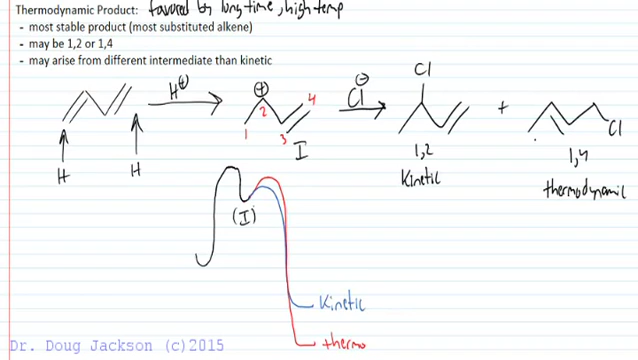 Thermodynamic Product: favored by long time, high temp
- most stable product (most substituted alkene)
- may be 1,2 or 1,4
- may arise from different intermediate than kinetic
H⊕
⊕
Cl⊖
Cl
+
Cl
1 2 3 4
I
H H
1,2
Kinetic
1,4
thermodynamic
(I)
Kinetic
thermo
Dr. Doug Jackson (c)2015